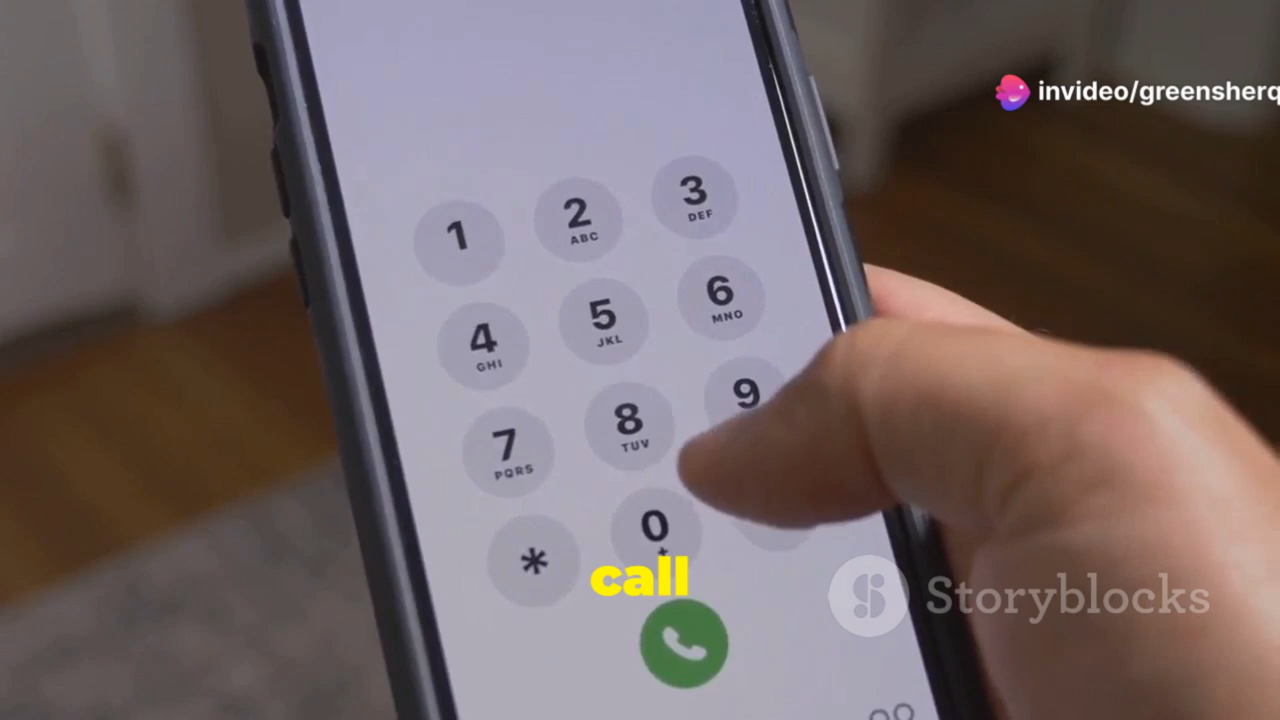 invideo/greensherq
1
2
ABC
3
DEF
4
GHI
5
JKL
6
MNO
7
PQRS
8
TUV
9
*
0
+
call
Storyblocks